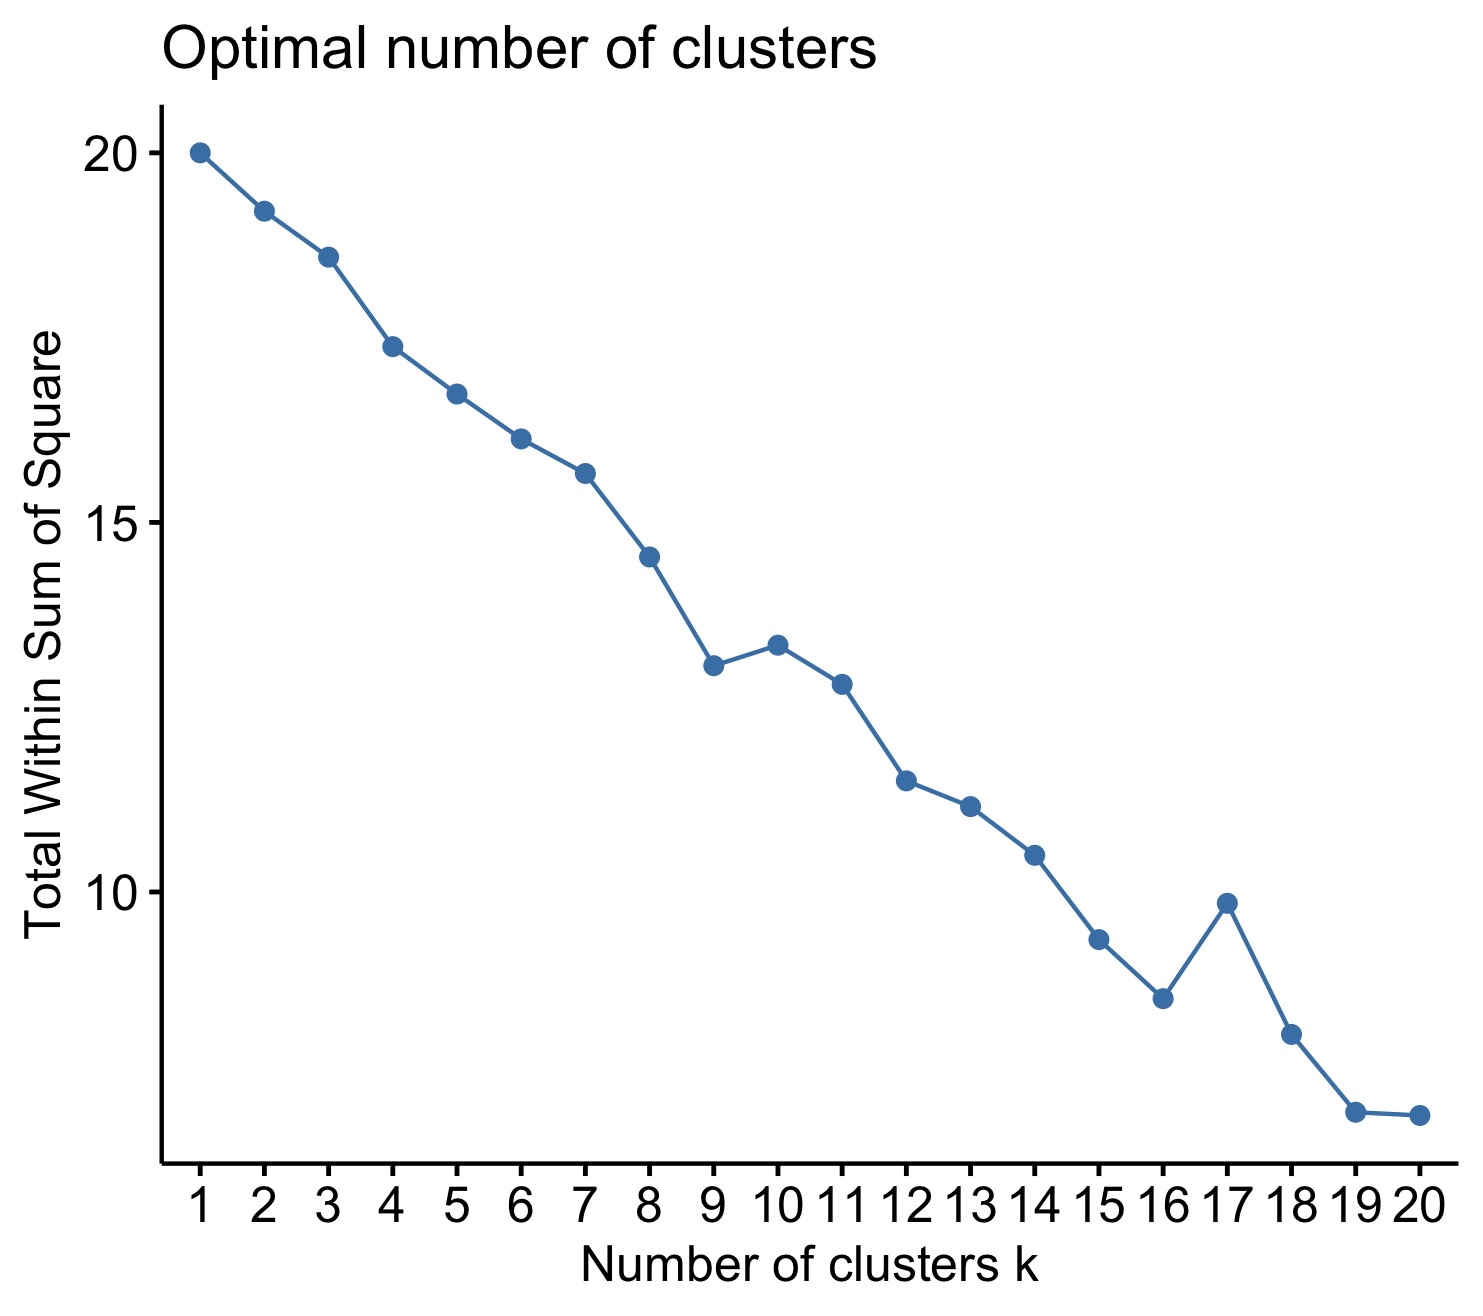 Optimal number of clusters
Total Within Sum of Square
20
15
10
1 2 3 4 5 6 7 8 9 10 11 12 13 14 15 16 17 18 19 20
Number of clusters k